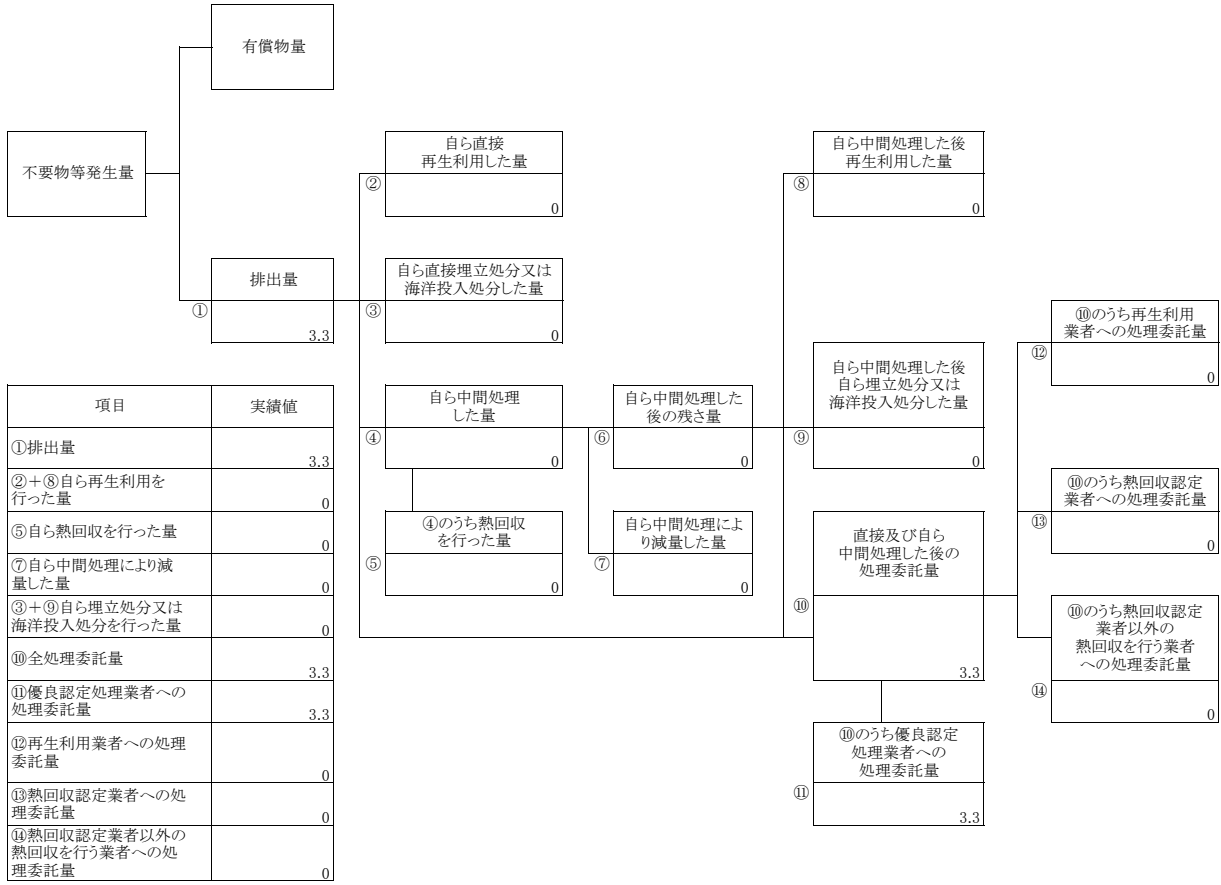 有償物量
不要物等発生量
自ら直接
再生利用した量
②
0
自ら中間処理した後
再生利用した量
⑧
0
排出量
①
3.3
自ら直接埋立処分又は
海洋投入処分した量
③
0
⑩のうち再生利用
業者への処理委託量
⑫
0
自ら中間処理した後
自ら埋立処分又は
海洋投入処分した量
⑨
0
自ら中間処理
した量
④
0
自ら中間処理した
後の残さ量
⑥
0
⑩のうち熱回収認定
業者への処理委託量
⑬
0
④のうち熱回収
を行った量
⑤
0
自ら中間処理によ
り減量した量
⑦
0
直接及び自ら
中間処理した後の
処理委託量
⑩
3.3
⑩のうち熱回収認定
業者以外の
熱回収を行う業者
への処理委託量
⑭
0
⑩のうち優良認定
処理業者への
処理委託量
⑪
3.3
項目 実績値
①排出量
3.3
②＋⑧自ら再生利用を
行った量
0
⑤自ら熱回収を行った量
0
⑦自ら中間処理により減
量した量
0
③＋⑨自ら埋立処分又は
海洋投入処分を行った量
0
⑩全処理委託量
3.3
⑪優良認定処理業者への
処理委託量
3.3
⑫再生利用業者への処理
委託量
0
⑬熱回収認定業者への処
理委託量
0
⑭熱回収認定業者以外の
熱回収を行う業者への処
理委託量
0